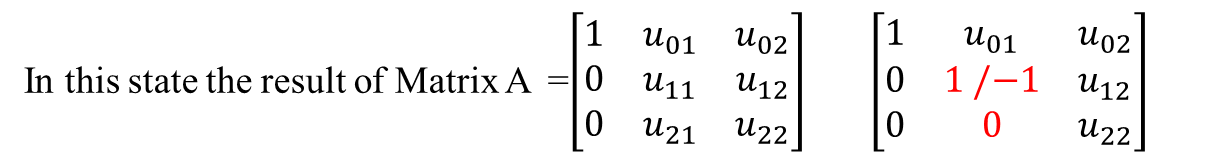 1 u01 u02 1 u01 u02
In this state the result of Matrix A = 0 u11 u12 0 1 /−1 u12
0 u21 u22 0 0 u22